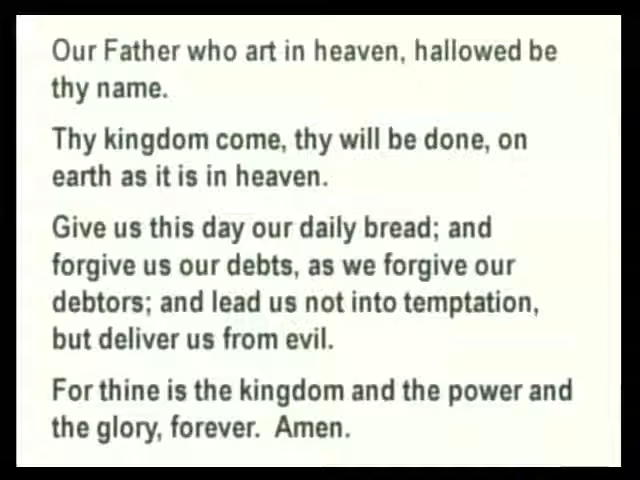 Our Father who art in heaven, hallowed be
thy name.
Thy kingdom come, thy will be done, on
earth as it is in heaven.
Give us this day our daily bread; and
forgive us our debts, as we forgive our
debtors; and lead us not into temptation,
but deliver us from evil.
For thine is the kingdom and the power and
the glory, forever.  Amen.